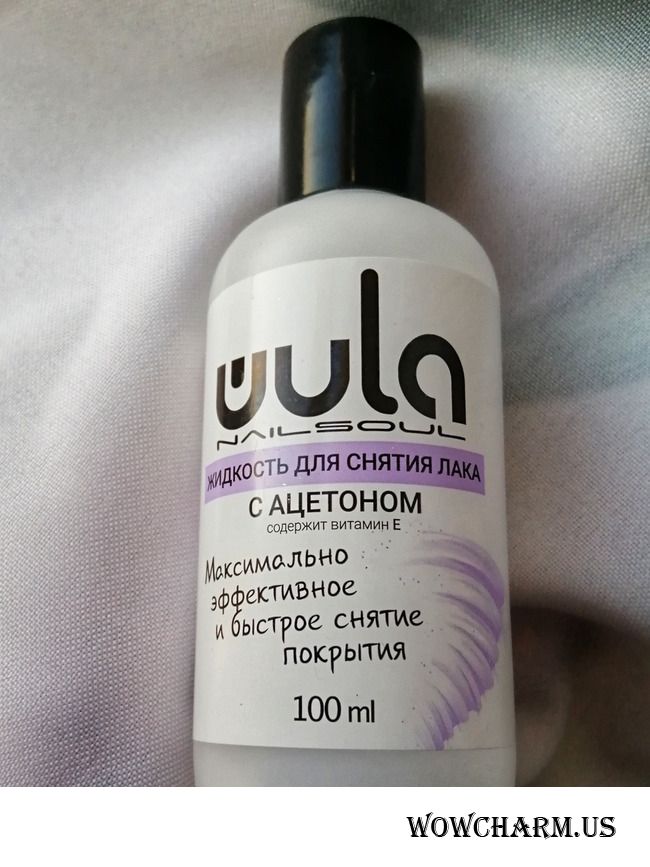 wula
NAILSOUL
ЖИДКОСТЬ ДЛЯ СНЯТИЯ ЛАКА
С АЦЕТОНОМ
содержит витамин Е
Максимально
эффективное
и быстрое снятие
покрытия
100 ml
WOWCHARM.US